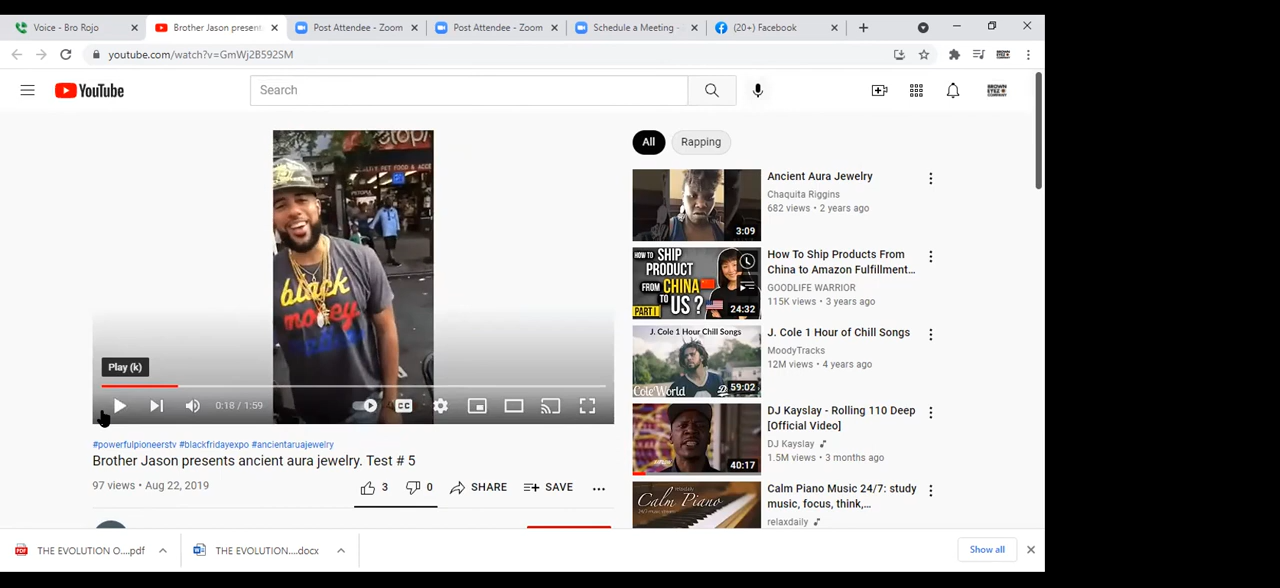 Voice - Bro Rojo
Brother Jason present
Post Attendee - Zoom
Post Attendee - Zoom
Schedule a Meeting -
(20+) Facebook
youtube.com/watch?v=GmWj2B592SM
YouTube
Search
All
Rapping
black
money
Play (k)
0:18 / 1:59
CC
#powerfulpioneerstv #blackfridayexpo #ancientaruajewelry
Brother Jason presents ancient aura jewelry. Test # 5
97 views • Aug 22, 2019
3
0
SHARE
SAVE
3:09
Ancient Aura Jewelry
Chaquita Riggins
682 views • 2 years ago
HOW TO SHIP
PRODUCT
FROM CHINA
TO US ?
PART I
24:32
How To Ship Products From
China to Amazon Fulfillment...
GOODLIFE WARRIOR
115K views • 3 years ago
J. Cole 1 Hour of Chill Songs
Cole World
59:02
J. Cole 1 Hour of Chill Songs
MoodyTracks
12M views • 4 years ago
40:17
DJ Kayslay - Rolling 110 Deep
[Official Video]
DJ Kayslay
1.5M views • 3 months ago
Calm Piano
Calm Piano Music 24/7: study
music, focus, think,...
relaxdaily
THE EVOLUTION O....pdf
THE EVOLUTION....docx
Show all